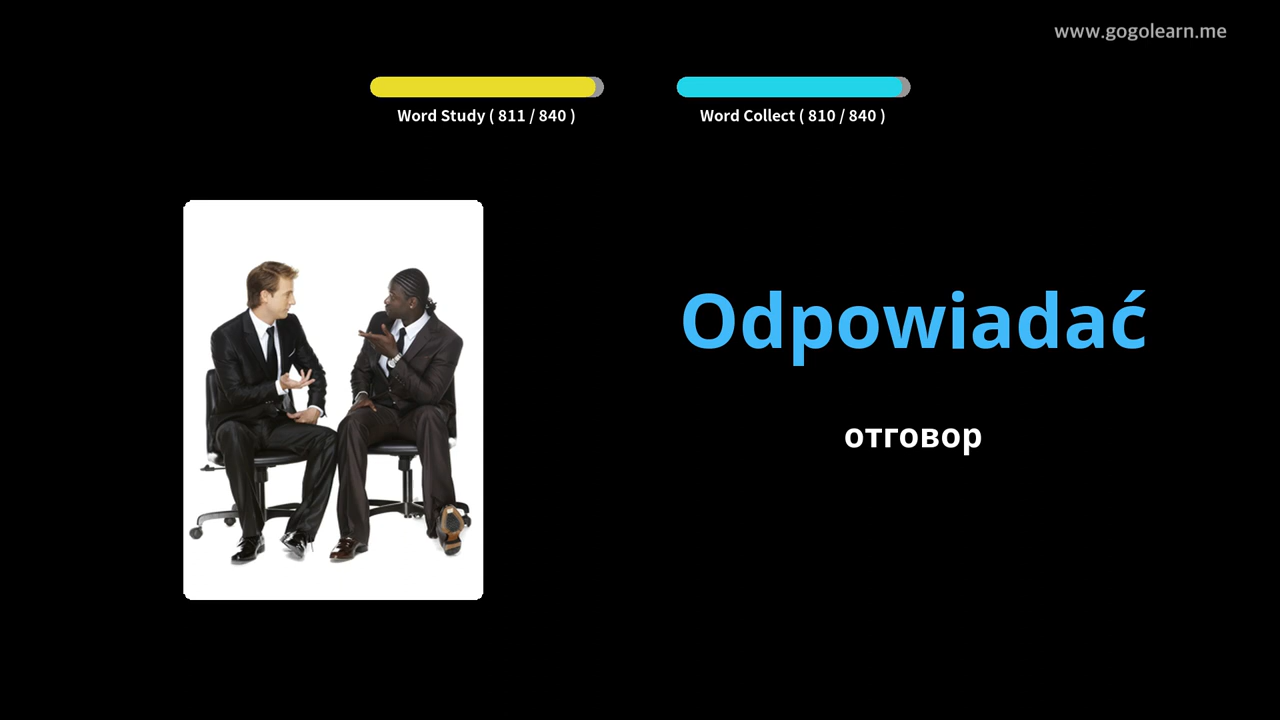 www.gogolearn.me
Word Study ( 811 / 840 )
Word Collect ( 810 / 840 )
Odpowiadać
отговор